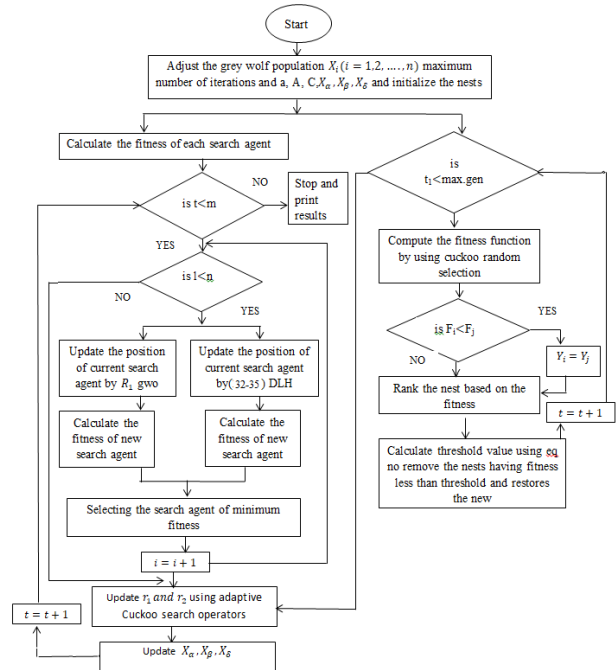 Start
Adjust the grey wolf population X_i(i = 1,2, ....,n) maximum
number of iterations and a, A, C,X_α,X_β,X_δ and initialize the nests
Calculate the fitness of each search agent
is t<m
NO
Stop and
print
results
YES
is l<n
NO
YES
Update the position
of current search
agent by R_1 gwo
Update the position of
current search agent
by( 32-35) DLH
Calculate the
fitness of new
search agent
Calculate the
fitness of new
search agent
Selecting the search agent of minimum
fitness
i = i + 1
Update r_1 and r_2 using adaptive
Cuckoo search operators
t = t + 1
Update X_α,X_β,X_δ
is
t_1<max.gen
Compute the fitness function
by using cuckoo random
selection
is F_i<F_j
YES
NO
Y_i = Y_j
Rank the nest based on the
fitness
t = t + 1
Calculate threshold value using eq
no remove the nests having fitness
less than threshold and restores
the new